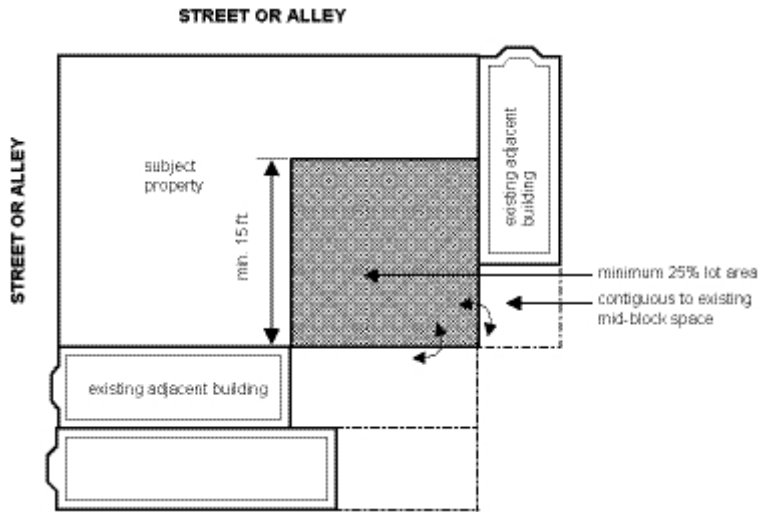 STREET OR ALLEY
STREET OR ALLEY
subject
property
min. 15 ft.
existing adjacent
building
minimum 25% lot area
contiguous to existing
mid-block space
existing adjacent building